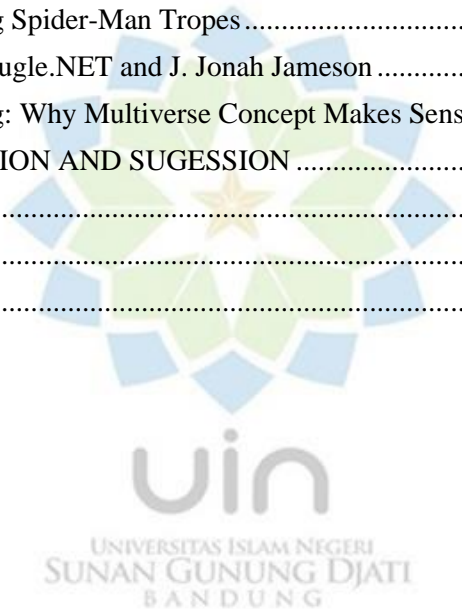 g Spider-Man Tropes.......................................
ugle.NET and J. Jonah Jameson...........................
g: Why Multiverse Concept Makes Sens
ION AND SUGESSION.......................................
................................................................
................................................................
................................................................
uin
UNIVERSITAS ISLAM NEGERI
SUNAN GUNUNG DJATI
BANDUNG